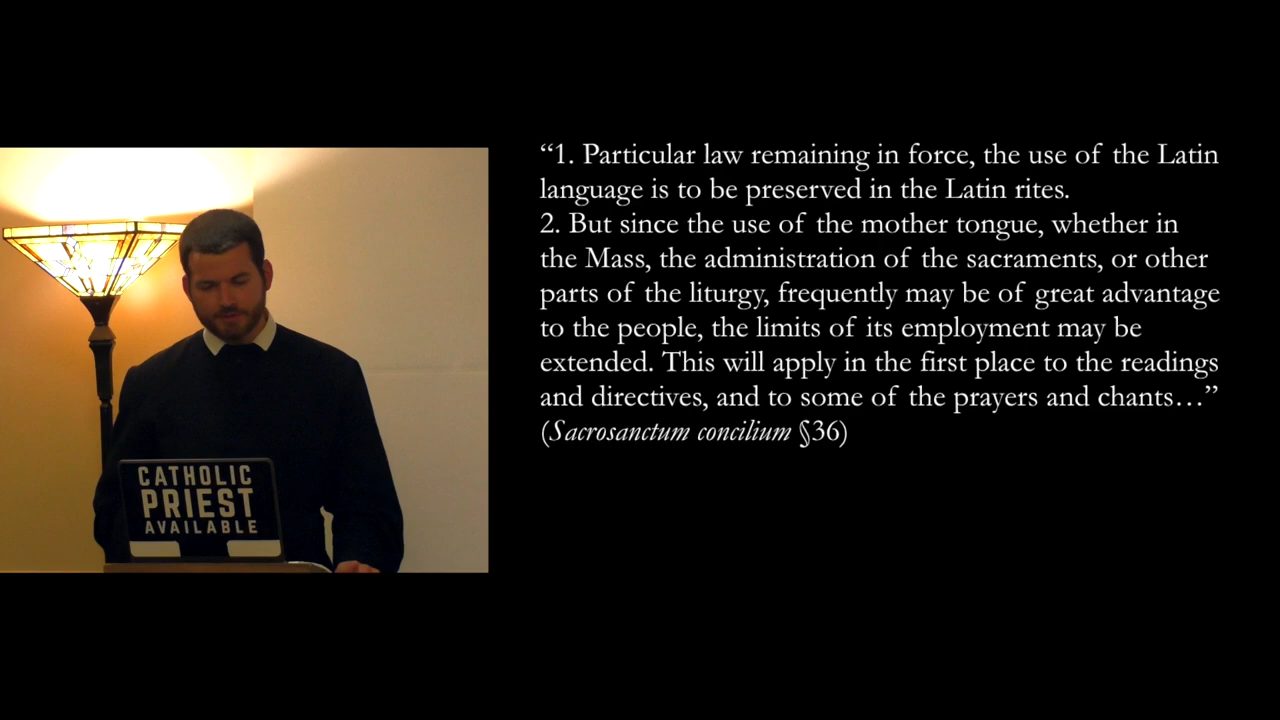 CATHOLIC
PRIEST
AVAILABLE
“1. Particular law remaining in force, the use of the Latin
language is to be preserved in the Latin rites.
2. But since the use of the mother tongue, whether in
the Mass, the administration of the sacraments, or other
parts of the liturgy, frequently may be of great advantage
to the people, the limits of its employment may be
extended. This will apply in the first place to the readings
and directives, and to some of the prayers and chants…”
(Sacrosanctum concilium §36)